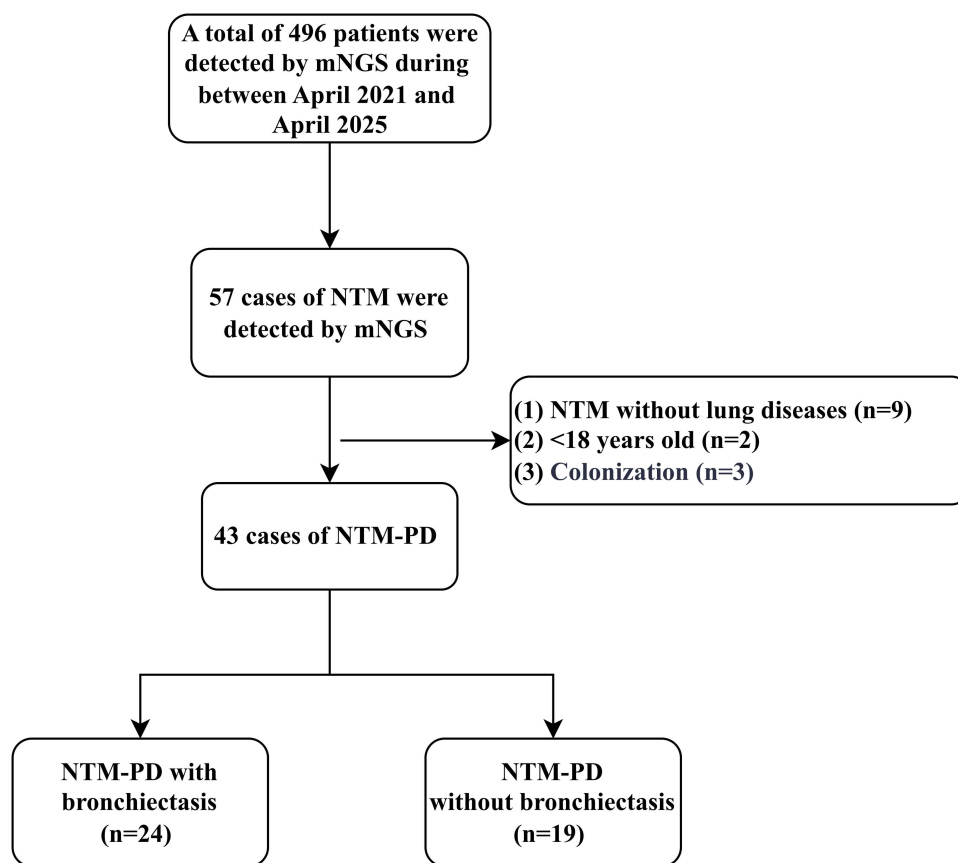 A total of 496 patients were
detected by mNGS during
between April 2021 and
April 2025
57 cases of NTM were
detected by mNGS
(1) NTM without lung diseases (n=9)
(2) <18 years old (n=2)
(3) Colonization (n=3)
43 cases of NTM-PD
NTM-PD with
bronchiectasis
(n=24)
NTM-PD
without bronchiectasis
(n=19)